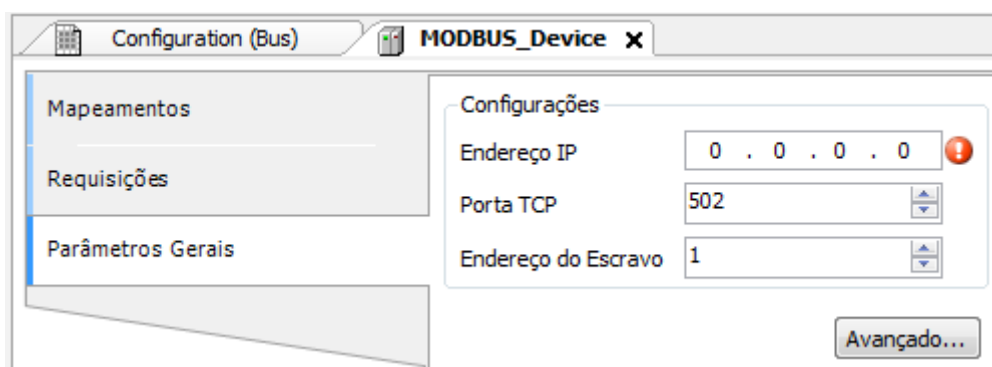 Configuration (Bus) MODBUS_Device x
Mapeamentos
Requisições
Parâmetros Gerais
Configurações
Endereço IP 0 . 0 . 0 . 0
Porta TCP 502
Endereço do Escravo 1
Avançado...